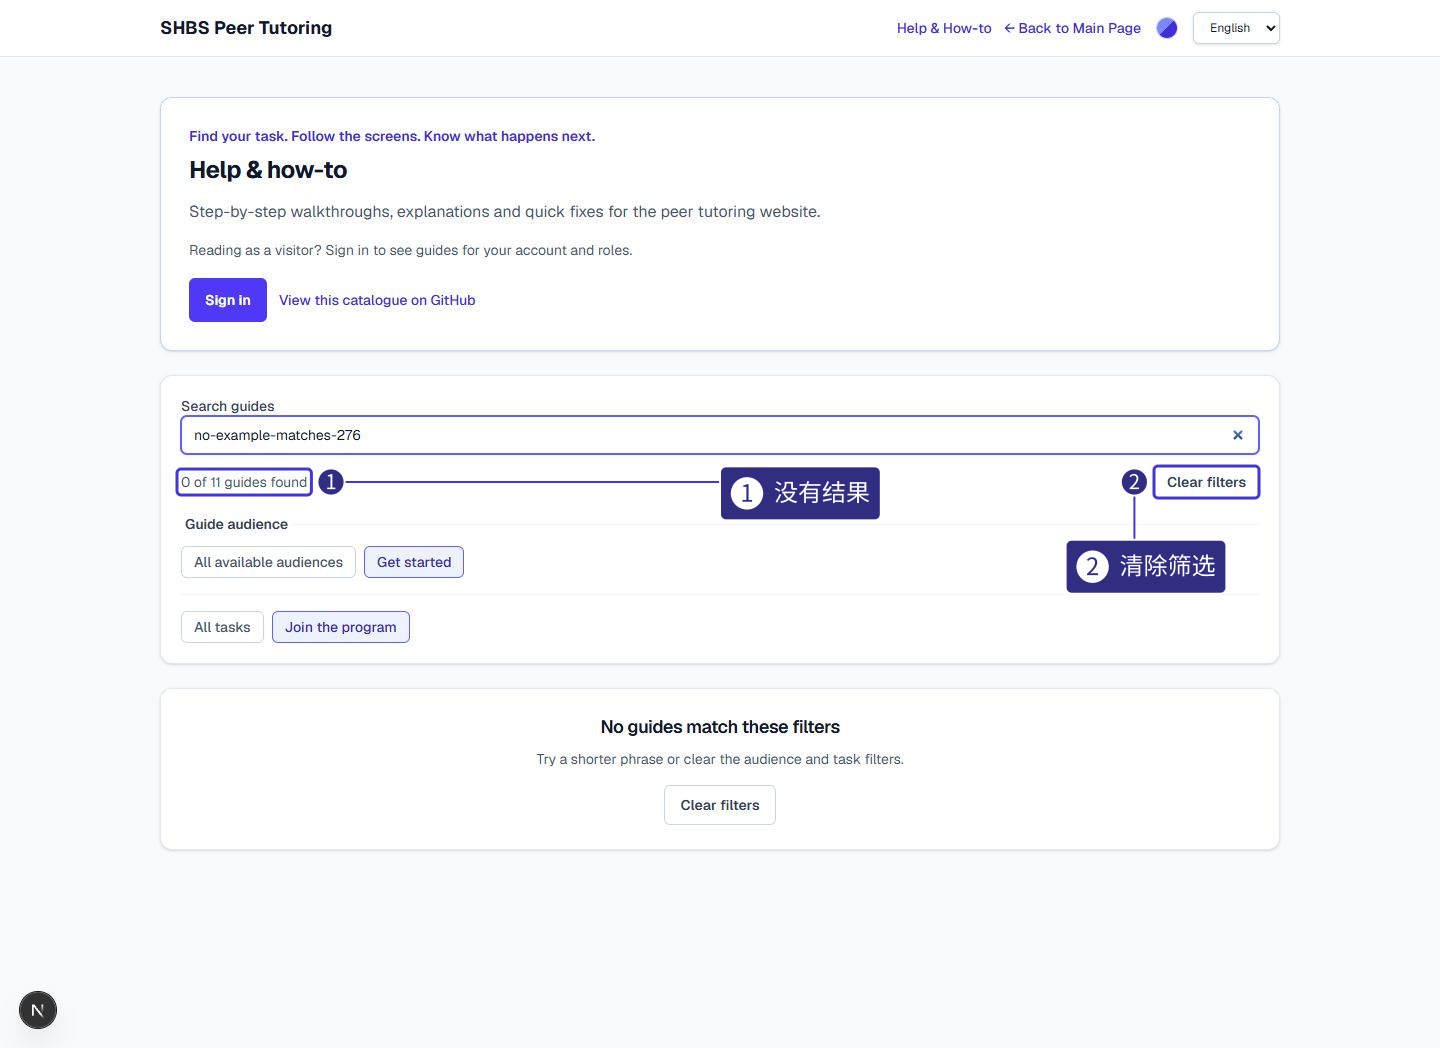 SHBS Peer Tutoring
Help & How-to
← Back to Main Page
English
Find your task. Follow the screens. Know what happens next.
Help & how-to
Step-by-step walkthroughs, explanations and quick fixes for the peer tutoring website.
Reading as a visitor? Sign in to see guides for your account and roles.
Sign in
View this catalogue on GitHub
Search guides
no-example-matches-276
0 of 11 guides found
1
1 没有结果
2
Clear filters
Guide audience
All available audiences
Get started
2 清除筛选
All tasks
Join the program
No guides match these filters
Try a shorter phrase or clear the audience and task filters.
Clear filters
N